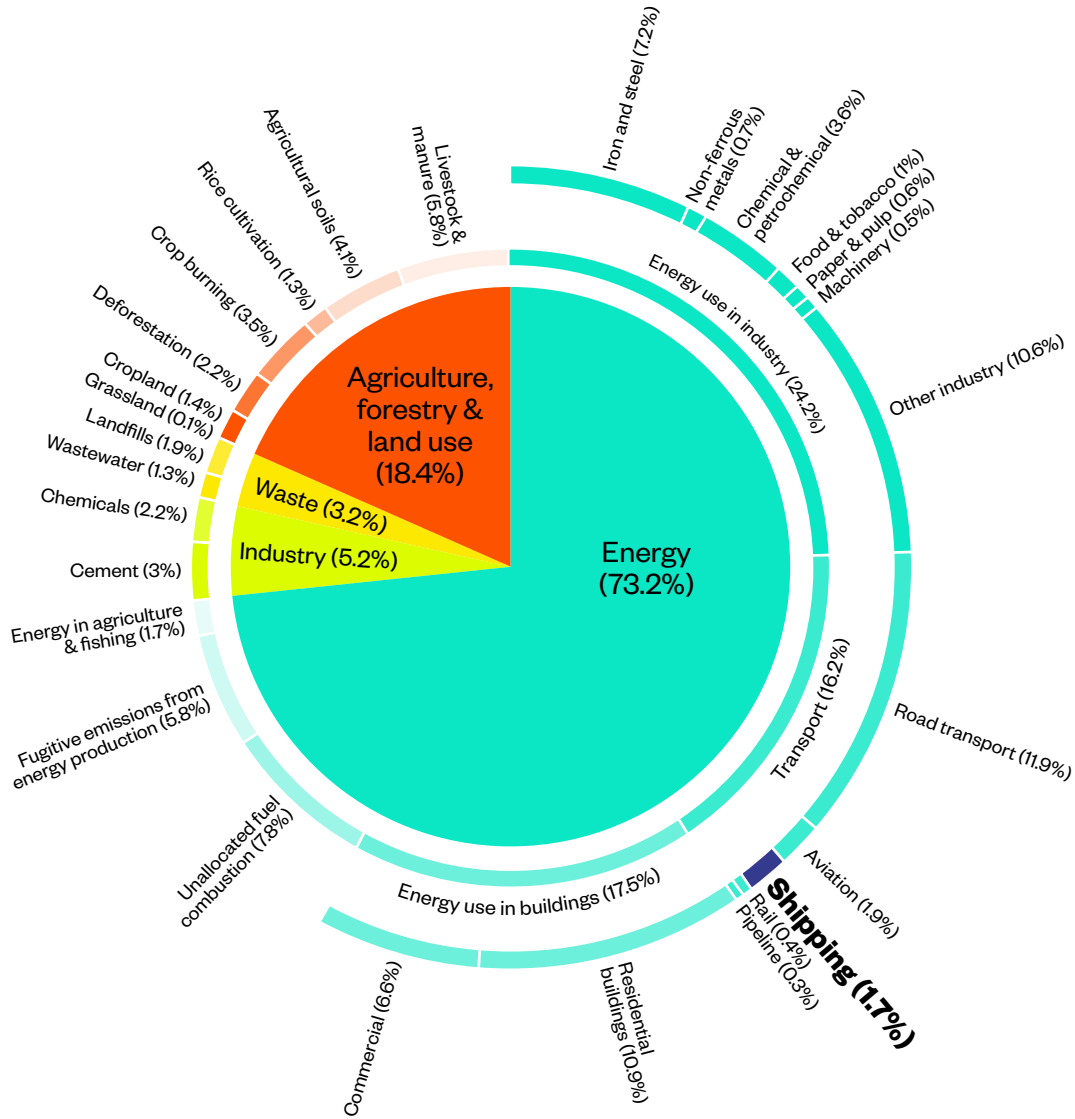 Iron and steel (7.2%)
Non-ferrous
metals (0.7%)
Chemical &
petrochemical (3.6%)
Food & tobacco (1%)
Paper & pulp (0.6%)
Machinery (0.5%)
Other industry (10.6%)
Energy use in industry (24.2%)
Road transport (11.9%)
Transport (16.2%)
Aviation (1.9%)
Shipping (1.7%)
Rail (0.4%)
Pipeline (0.3%)
Residential
buildings (10.9%)
Commercial (6.6%)
Energy use in buildings (17.5%)
Unallocated fuel
combustion (7.8%)
Fugitive emissions from
energy production (5.8%)
Energy in agriculture
& fishing (1.7%)
Cement (3%)
Chemicals (2.2%)
Wastewater (1.3%)
Landfills (1.9%)
Grassland (0.1%)
Cropland (1.4%)
Deforestation (2.2%)
Crop burning (3.5%)
Rice cultivation (1.3%)
Agricultural soils (4.1%)
Livestock &
manure (5.8%)
Agriculture,
forestry &
land use
(18.4%)
Waste (3.2%)
Industry (5.2%)
Energy
(73.2%)